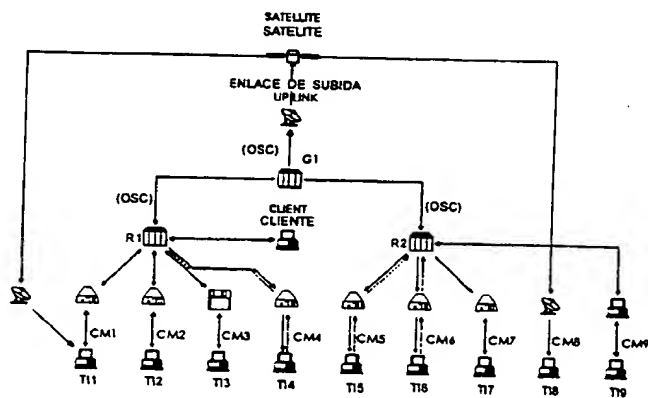 SATELLITE
SATELITE
ENLACE DE SUBIDA
UPLINK
(OSC)
G1
(OSC)
CLIENT
CLIENTE
(OSC)
R1
R2
CM1
CM2
CM3
CM4
CM5
CM6
CM7
CM8
CM9
TI1
TI2
TI3
TI4
TI5
TI6
TI7
TI8
TI9